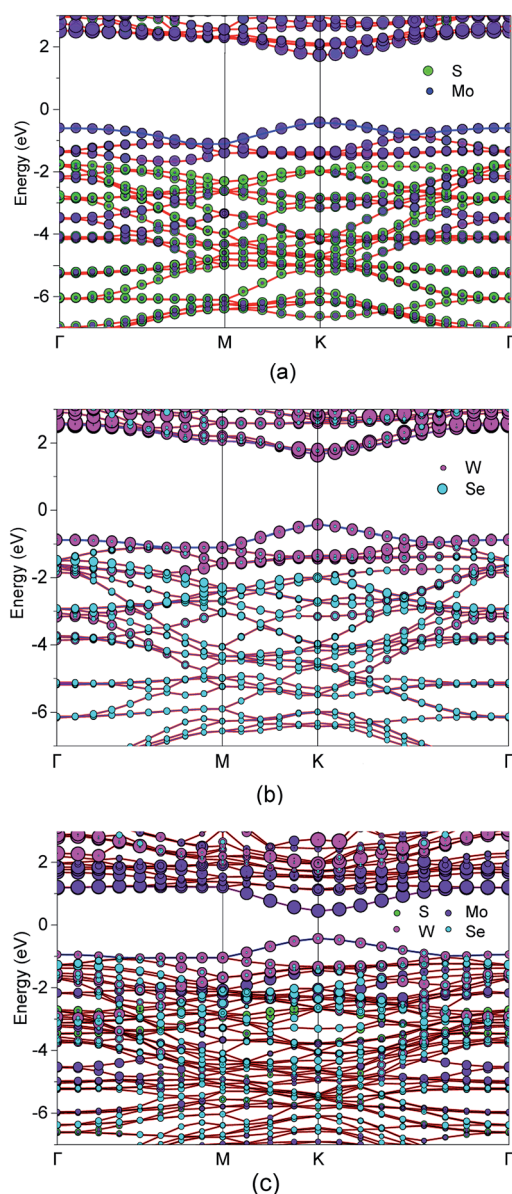 2
S
Mo
0
-2
-4
-6
Energy (eV)
Γ M K Γ
(a)
2
W
Se
0
-2
-4
-6
Energy (eV)
Γ M K Γ
(b)
2
S Mo
W Se
0
-2
-4
-6
Energy (eV)
Γ M K Γ
(c)